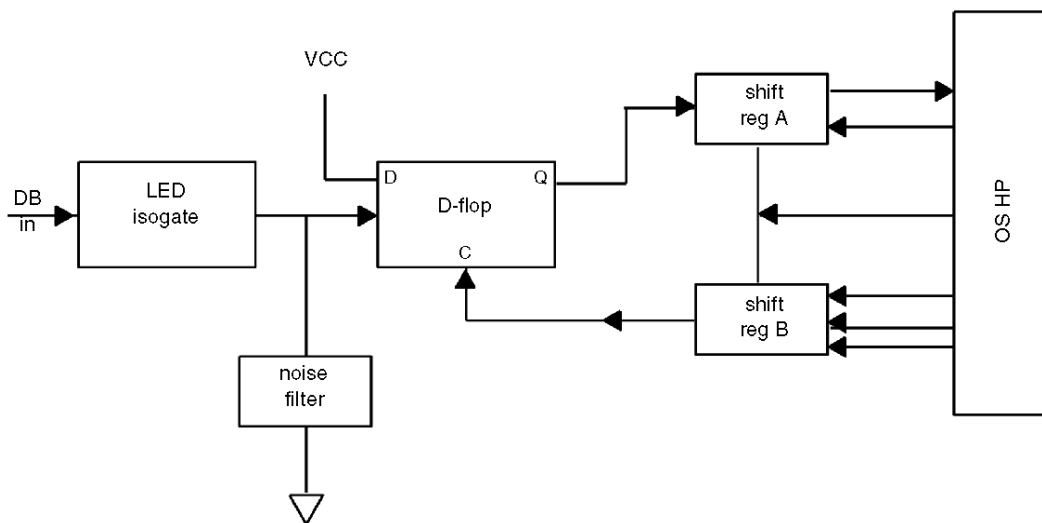 VCC
shift
reg A
DB
in
LED
isogate
D
Q
D-flop
C
OS HP
shift
reg B
noise
filter